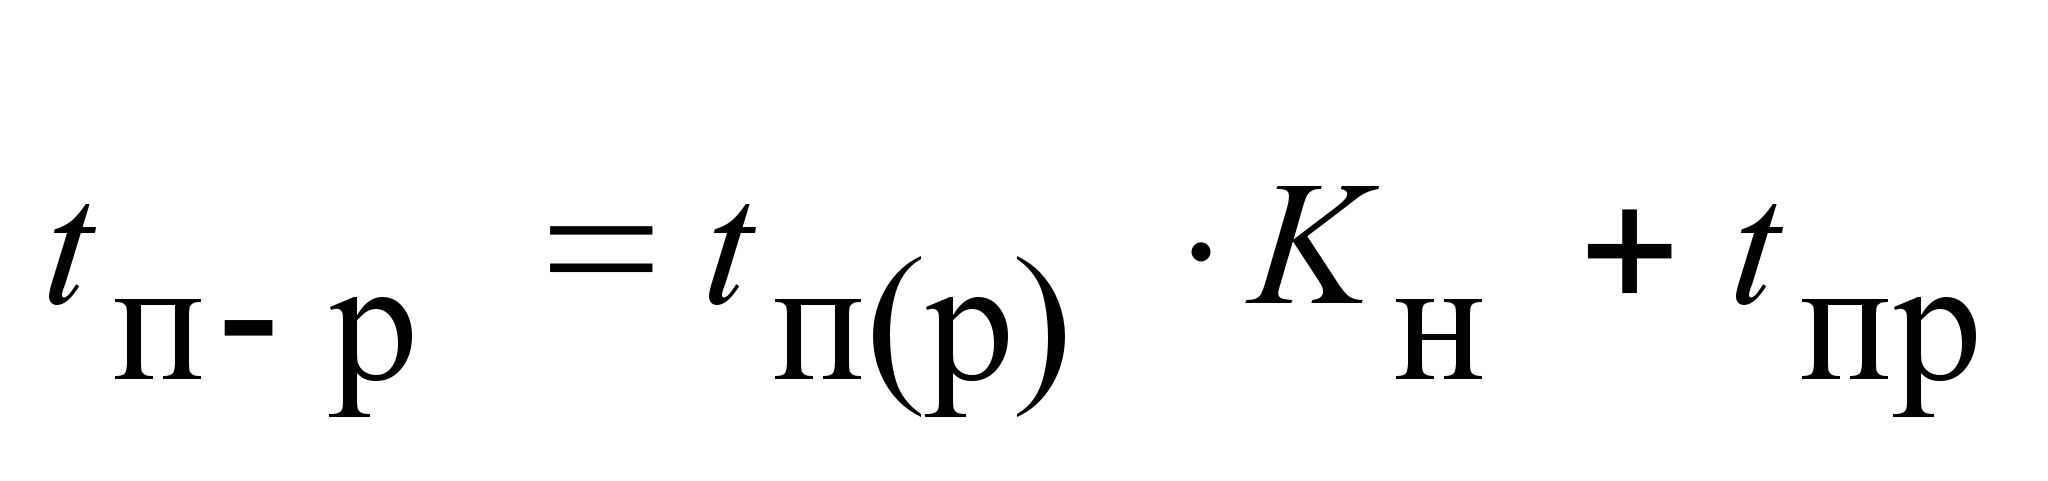 t п- р = t п(р) · K н + t пр